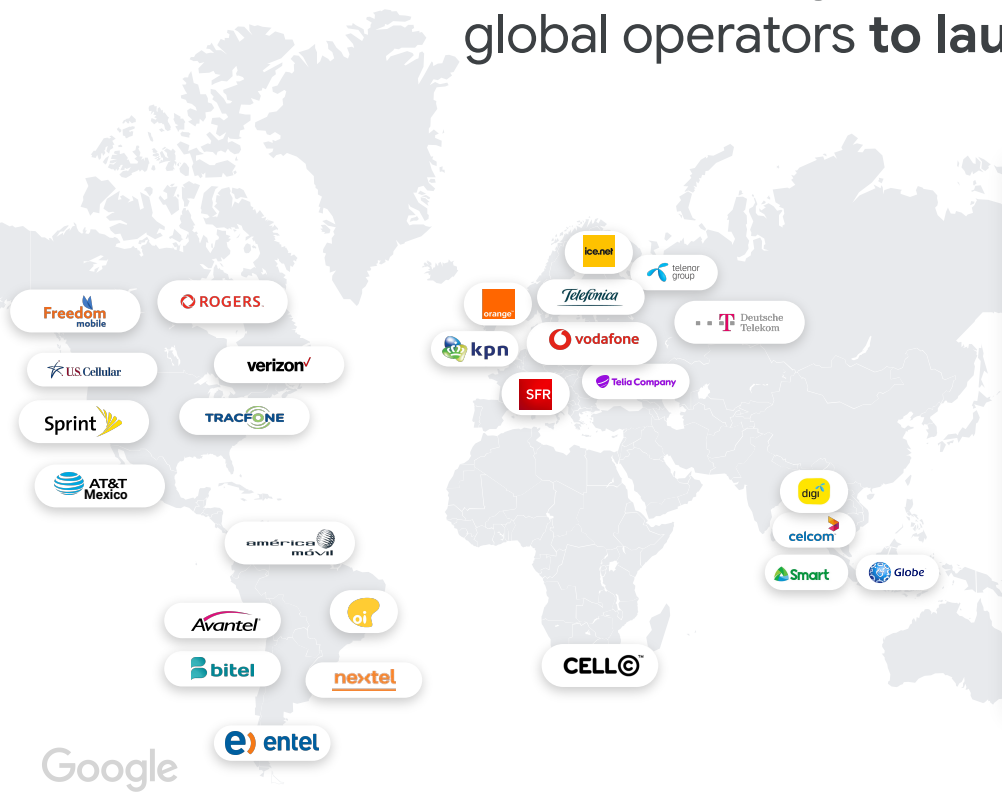 global operators to lau
ice.net
telenor
group
Freedom
mobile
ROGERS
orange
Telefónica
Deutsche
Telekom
kpn
vodafone
U.S. Cellular
verizon
SFR
Telia Company
Sprint
TRACFONE
AT&T
Mexico
digi
celcom
américa
móvil
Smart
Globe
Avantel
oi
bitel
nextel
CELL©™
e) entel
Google